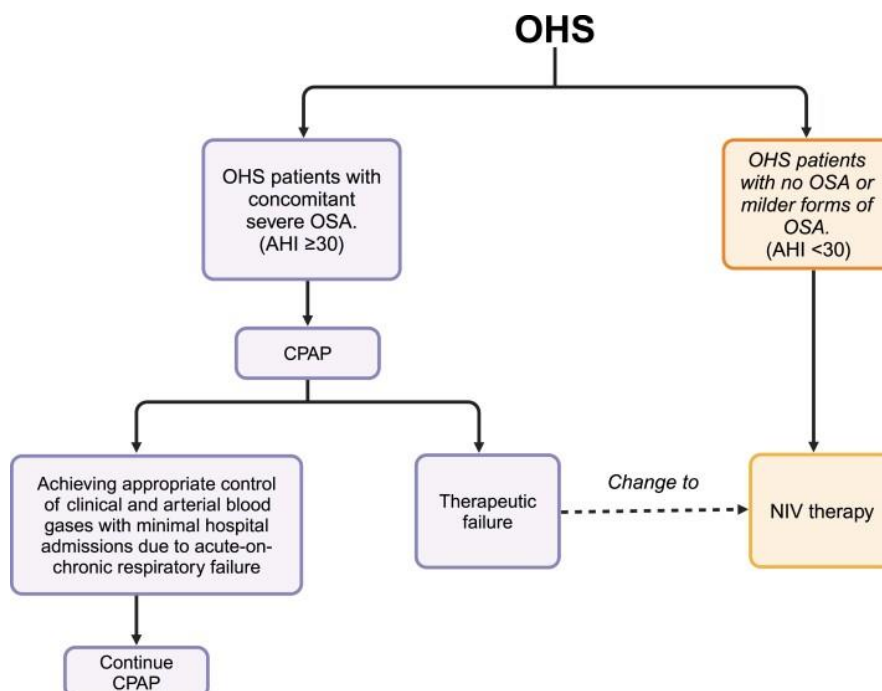 OHS
OHS patients with
concomitant
severe OSA.
(AHI ≥30)
OHS patients
with no OSA or
milder forms of
OSA.
(AHI <30)
CPAP
Achieving appropriate control
of clinical and arterial blood
gases with minimal hospital
admissions due to acute-on-
chronic respiratory failure
Therapeutic
failure
Change to
NIV therapy
Continue
CPAP